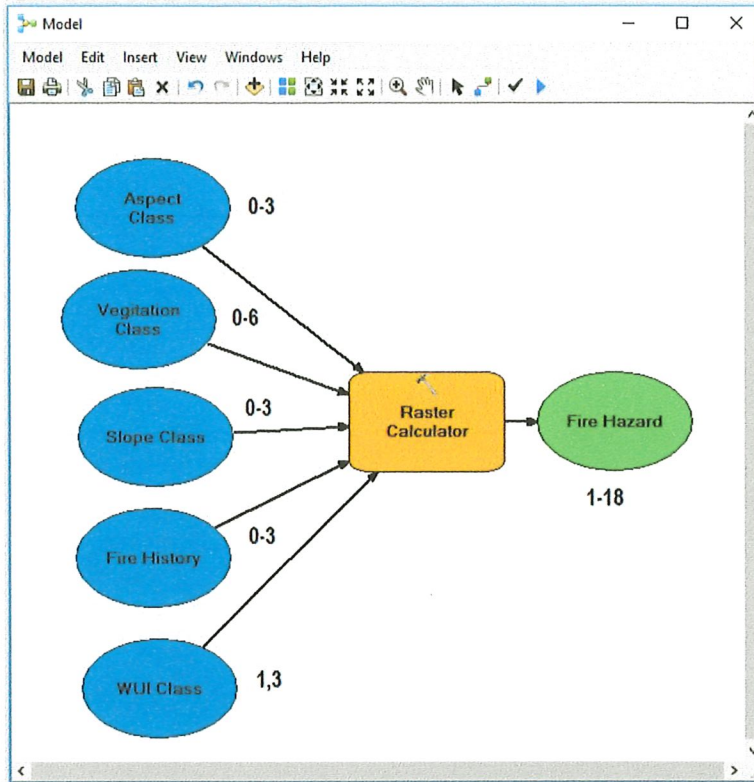 Model
Model Edit Insert View Windows Help
Aspect
Class
0-3
Vegitation
Class
0-6
Slope Class
0-3
Fire History
0-3
WUI Class
1,3
Raster
Calculator
Fire Hazard
1-18